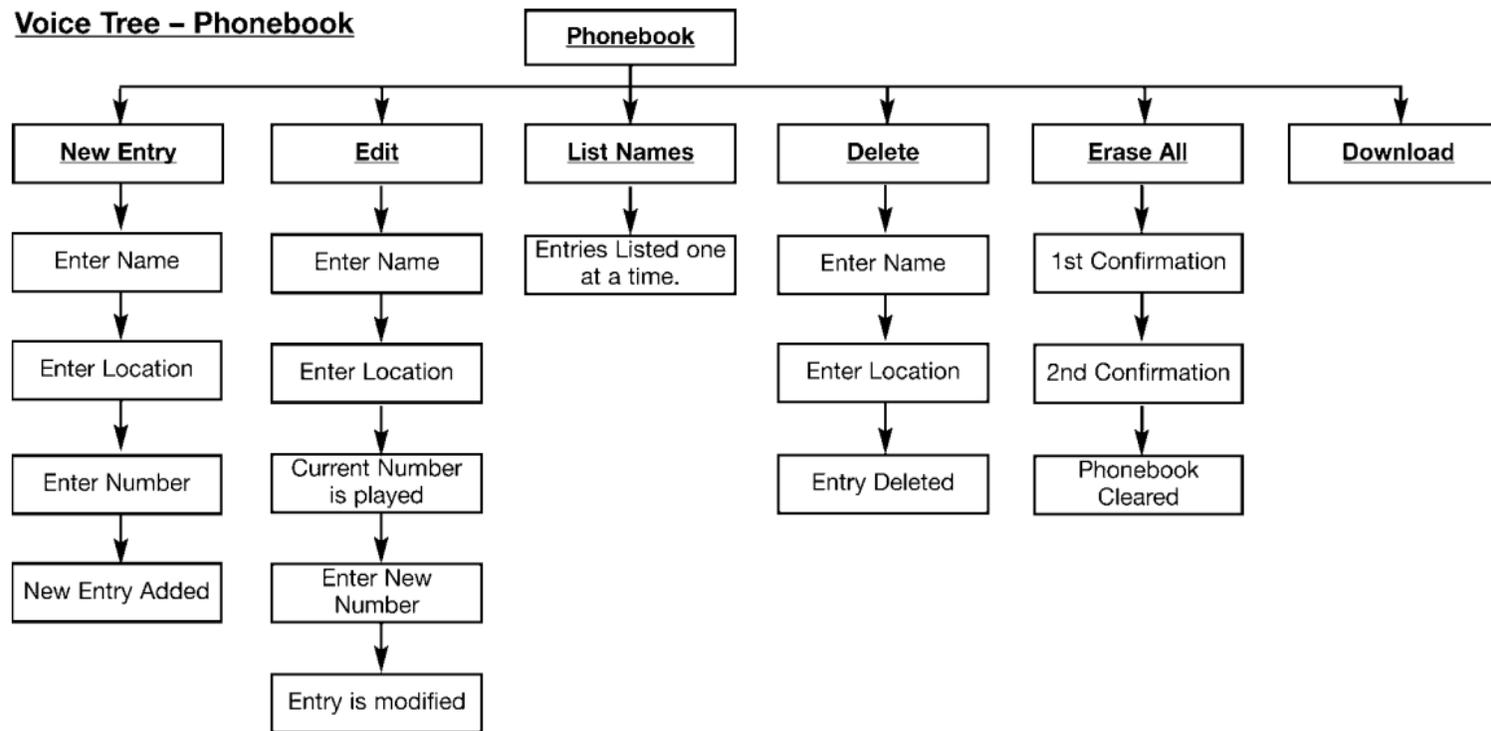 Voice Tree – Phonebook
Phonebook
New Entry
Edit
List Names
Delete
Erase All
Download
Enter Name
Enter Name
Entries Listed one
at a time.
Enter Name
1st Confirmation
Enter Location
Enter Location
Enter Location
2nd Confirmation
Enter Number
Current Number
is played
Entry Deleted
Phonebook
Cleared
New Entry Added
Enter New
Number
Entry is modified